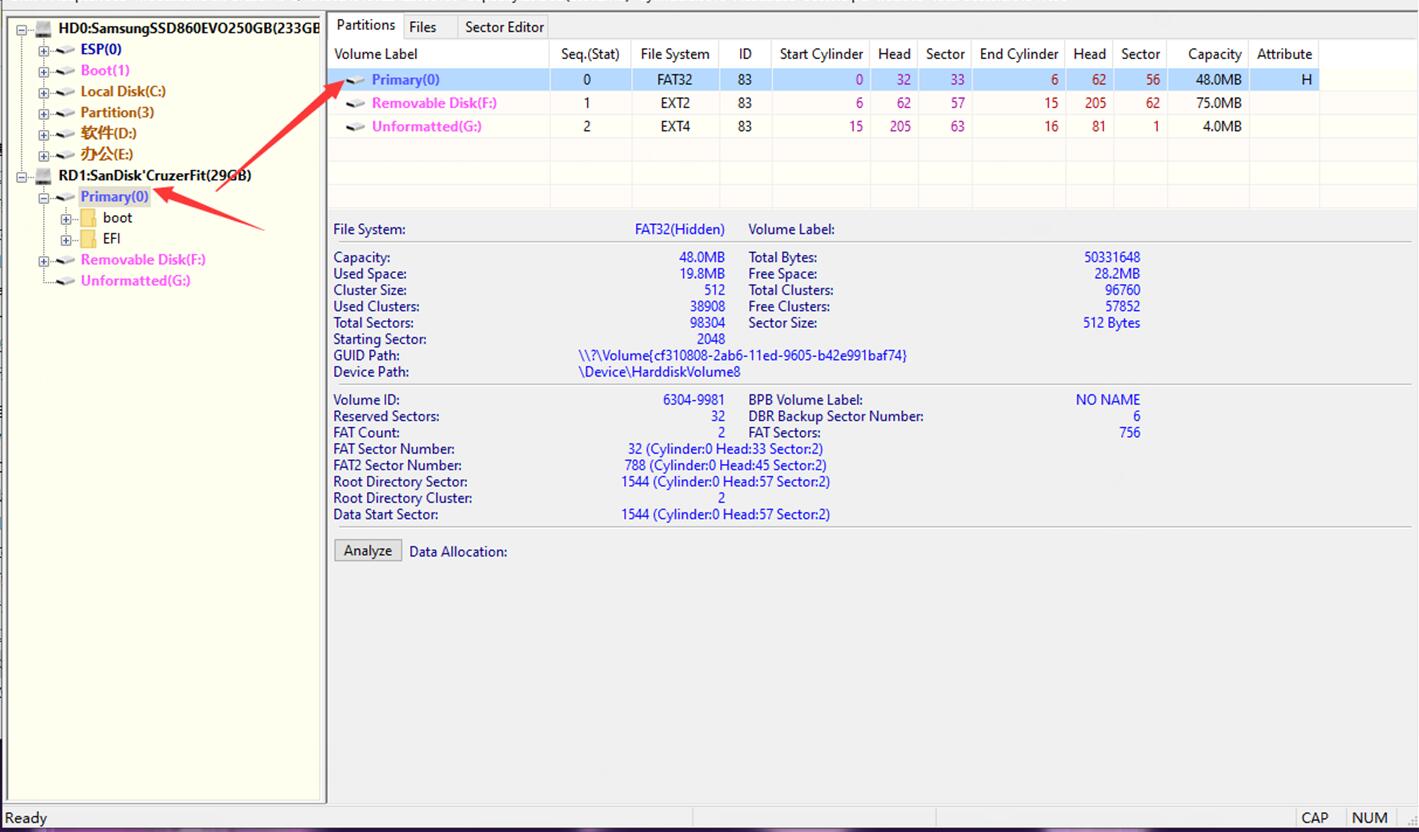 HD0:SamsungSSD860EVO250GB(233GB
ESP(0)
Boot(1)
Local Disk(C:)
Partition(3)
软件(D:)
办公(E:)
RD1:SanDisk'CruzerFit(29GB)
Primary(0)
boot
EFI
Removable Disk(F:)
Unformatted(G:)
Partitions Files Sector Editor
Volume Label Seq.(Stat) File System ID Start Cylinder Head Sector End Cylinder Head Sector Capacity Attribute
Primary(0) 0 FAT32 83 0 32 33 6 62 56 48.0MB H
Removable Disk(F:) 1 EXT2 83 6 62 57 15 205 62 75.0MB
Unformatted(G:) 2 EXT4 83 15 205 63 16 81 1 4.0MB
File System: FAT32(Hidden) Volume Label:
Capacity: 48.0MB Total Bytes: 50331648
Used Space: 19.8MB Free Space: 28.2MB
Cluster Size: 512 Total Clusters: 96760
Used Clusters: 38908 Free Clusters: 57852
Total Sectors: 98304 Sector Size: 512 Bytes
Starting Sector: 2048
GUID Path: \\?\Volume{cf310808-2ab6-11ed-9605-b42e991baf74}
Device Path: \Device\HarddiskVolume8
Volume ID: 6304-9981 BPB Volume Label: NO NAME
Reserved Sectors: 32 DBR Backup Sector Number: 6
FAT Count: 2 FAT Sectors: 756
FAT Sector Number: 32 (Cylinder:0 Head:33 Sector:2)
FAT2 Sector Number: 788 (Cylinder:0 Head:45 Sector:2)
Root Directory Sector: 1544 (Cylinder:0 Head:57 Sector:2)
Root Directory Cluster: 2
Data Start Sector: 1544 (Cylinder:0 Head:57 Sector:2)
Analyze Data Allocation:
Ready CAP NUM